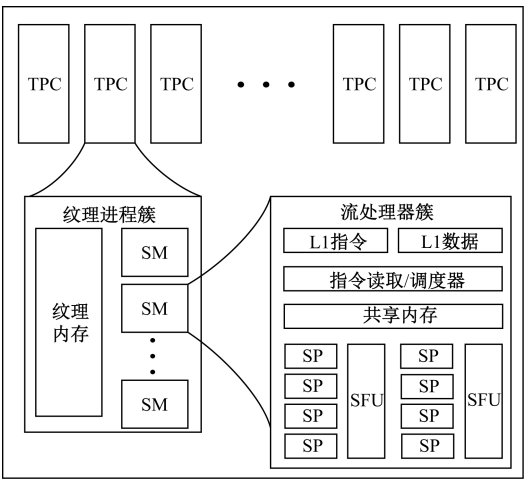 TPC TPC TPC • • • TPC TPC TPC
纹理进程簇
纹理
内存
SM
SM
SM
流处理器簇
L1指令 L1数据
指令读取/调度器
共享内存
SP SP
SP SP
SFU SFU
SP SP
SP SP